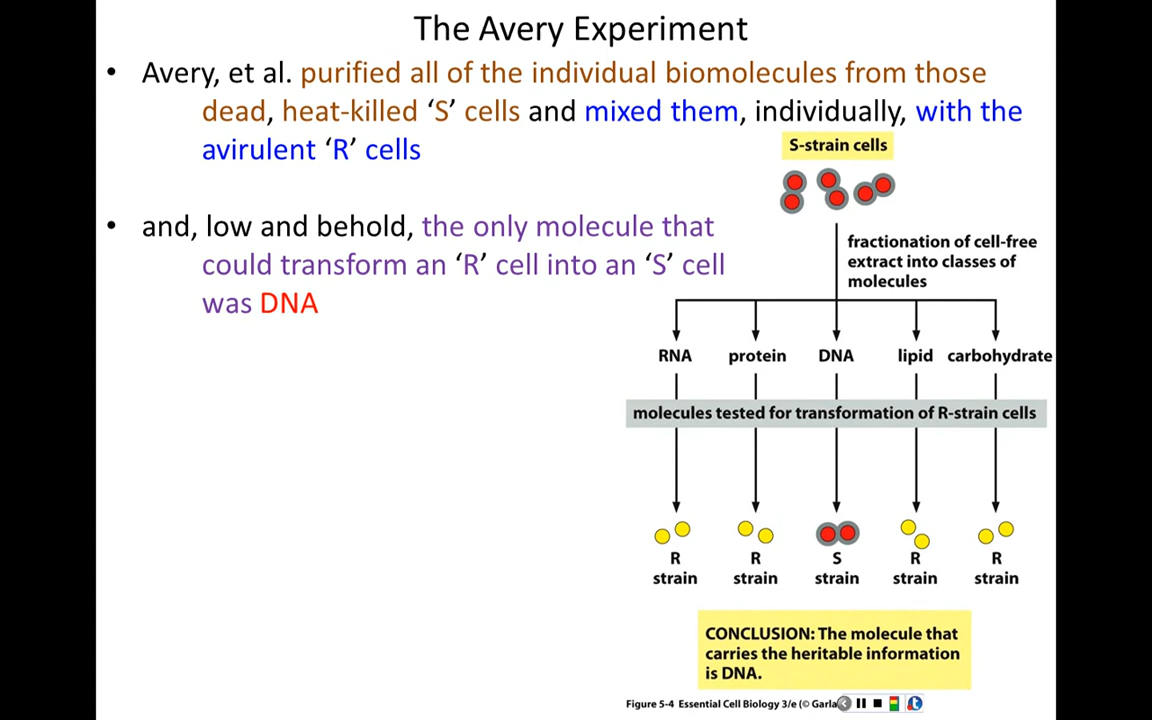 The Avery Experiment
• Avery, et al. purified all of the individual biomolecules from those
dead, heat-killed ‘S’ cells and mixed them, individually, with the
avirulent ‘R’ cells
• and, low and behold, the only molecule that
could transform an ‘R’ cell into an ‘S’ cell
was DNA
S-strain cells
fractionation of cell-free
extract into classes of
molecules
RNA protein DNA lipid carbohydrate
molecules tested for transformation of R-strain cells
R R S R R
strain strain strain strain strain
CONCLUSION: The molecule that
carries the heritable information
is DNA.
Figure 5-4 Essential Cell Biology 3/e (© Garla